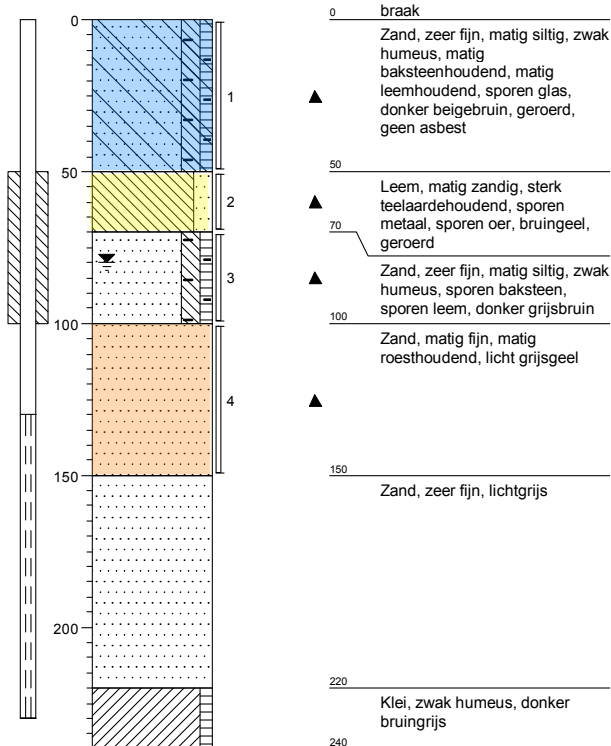 0
braak
0
Zand, zeer fijn, matig siltig, zwak
humeus, matig
baksteenhoudend, matig
leemhoudend, sporen glas,
donker beigebruin, geroerd,
geen asbest
1
50
50
Leem, matig zandig, sterk
teelaardehoudend, sporen
metaal, sporen oer, bruingeel,
geroerd
2
70
Zand, zeer fijn, matig siltig, zwak
humeus, sporen baksteen,
sporen leem, donker grijsbruin
3
100
100
Zand, matig fijn, matig
roesthoudend, licht grijsgeel
4
150
150
Zand, zeer fijn, lichtgrijs
200
220
Klei, zwak humeus, donker
bruingrijs
240